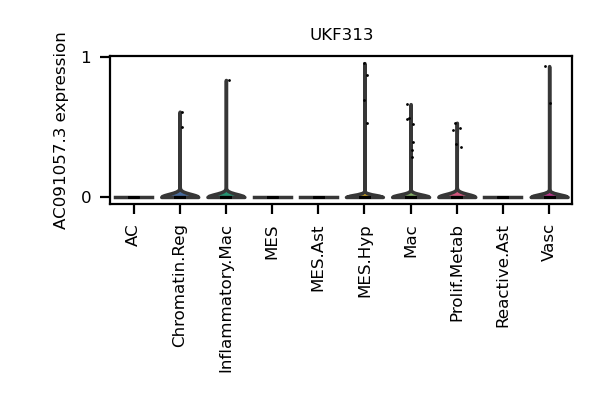 UKF313
AC091057.3 expression
1
0
AC
Chromatin.Reg
Inflammatory.Mac
MES
MES.Ast
MES.Hyp
Mac
Prolif.Metab
Reactive.Ast
Vasc